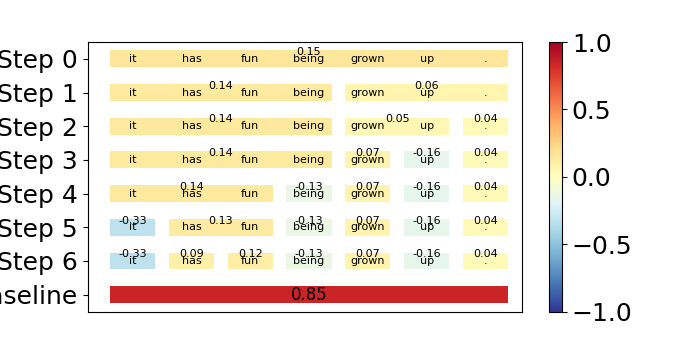 Step 0 0.15 it has fun being grown up .
Step 1 0.14 0.06 it has fun being grown up .
Step 2 0.14 0.05 0.04 it has fun being grown up .
Step 3 0.14 0.07 -0.16 0.04 it has fun being grown up .
Step 4 0.14 -0.13 0.07 -0.16 0.04 it has fun being grown up .
Step 5 -0.33 0.13 -0.13 0.07 -0.16 0.04 it has fun being grown up .
Step 6 -0.33 0.09 0.12 -0.13 0.07 -0.16 0.04 it has fun being grown up .
aseline 0.85
1.0
0.5
0.0
−0.5
−1.0